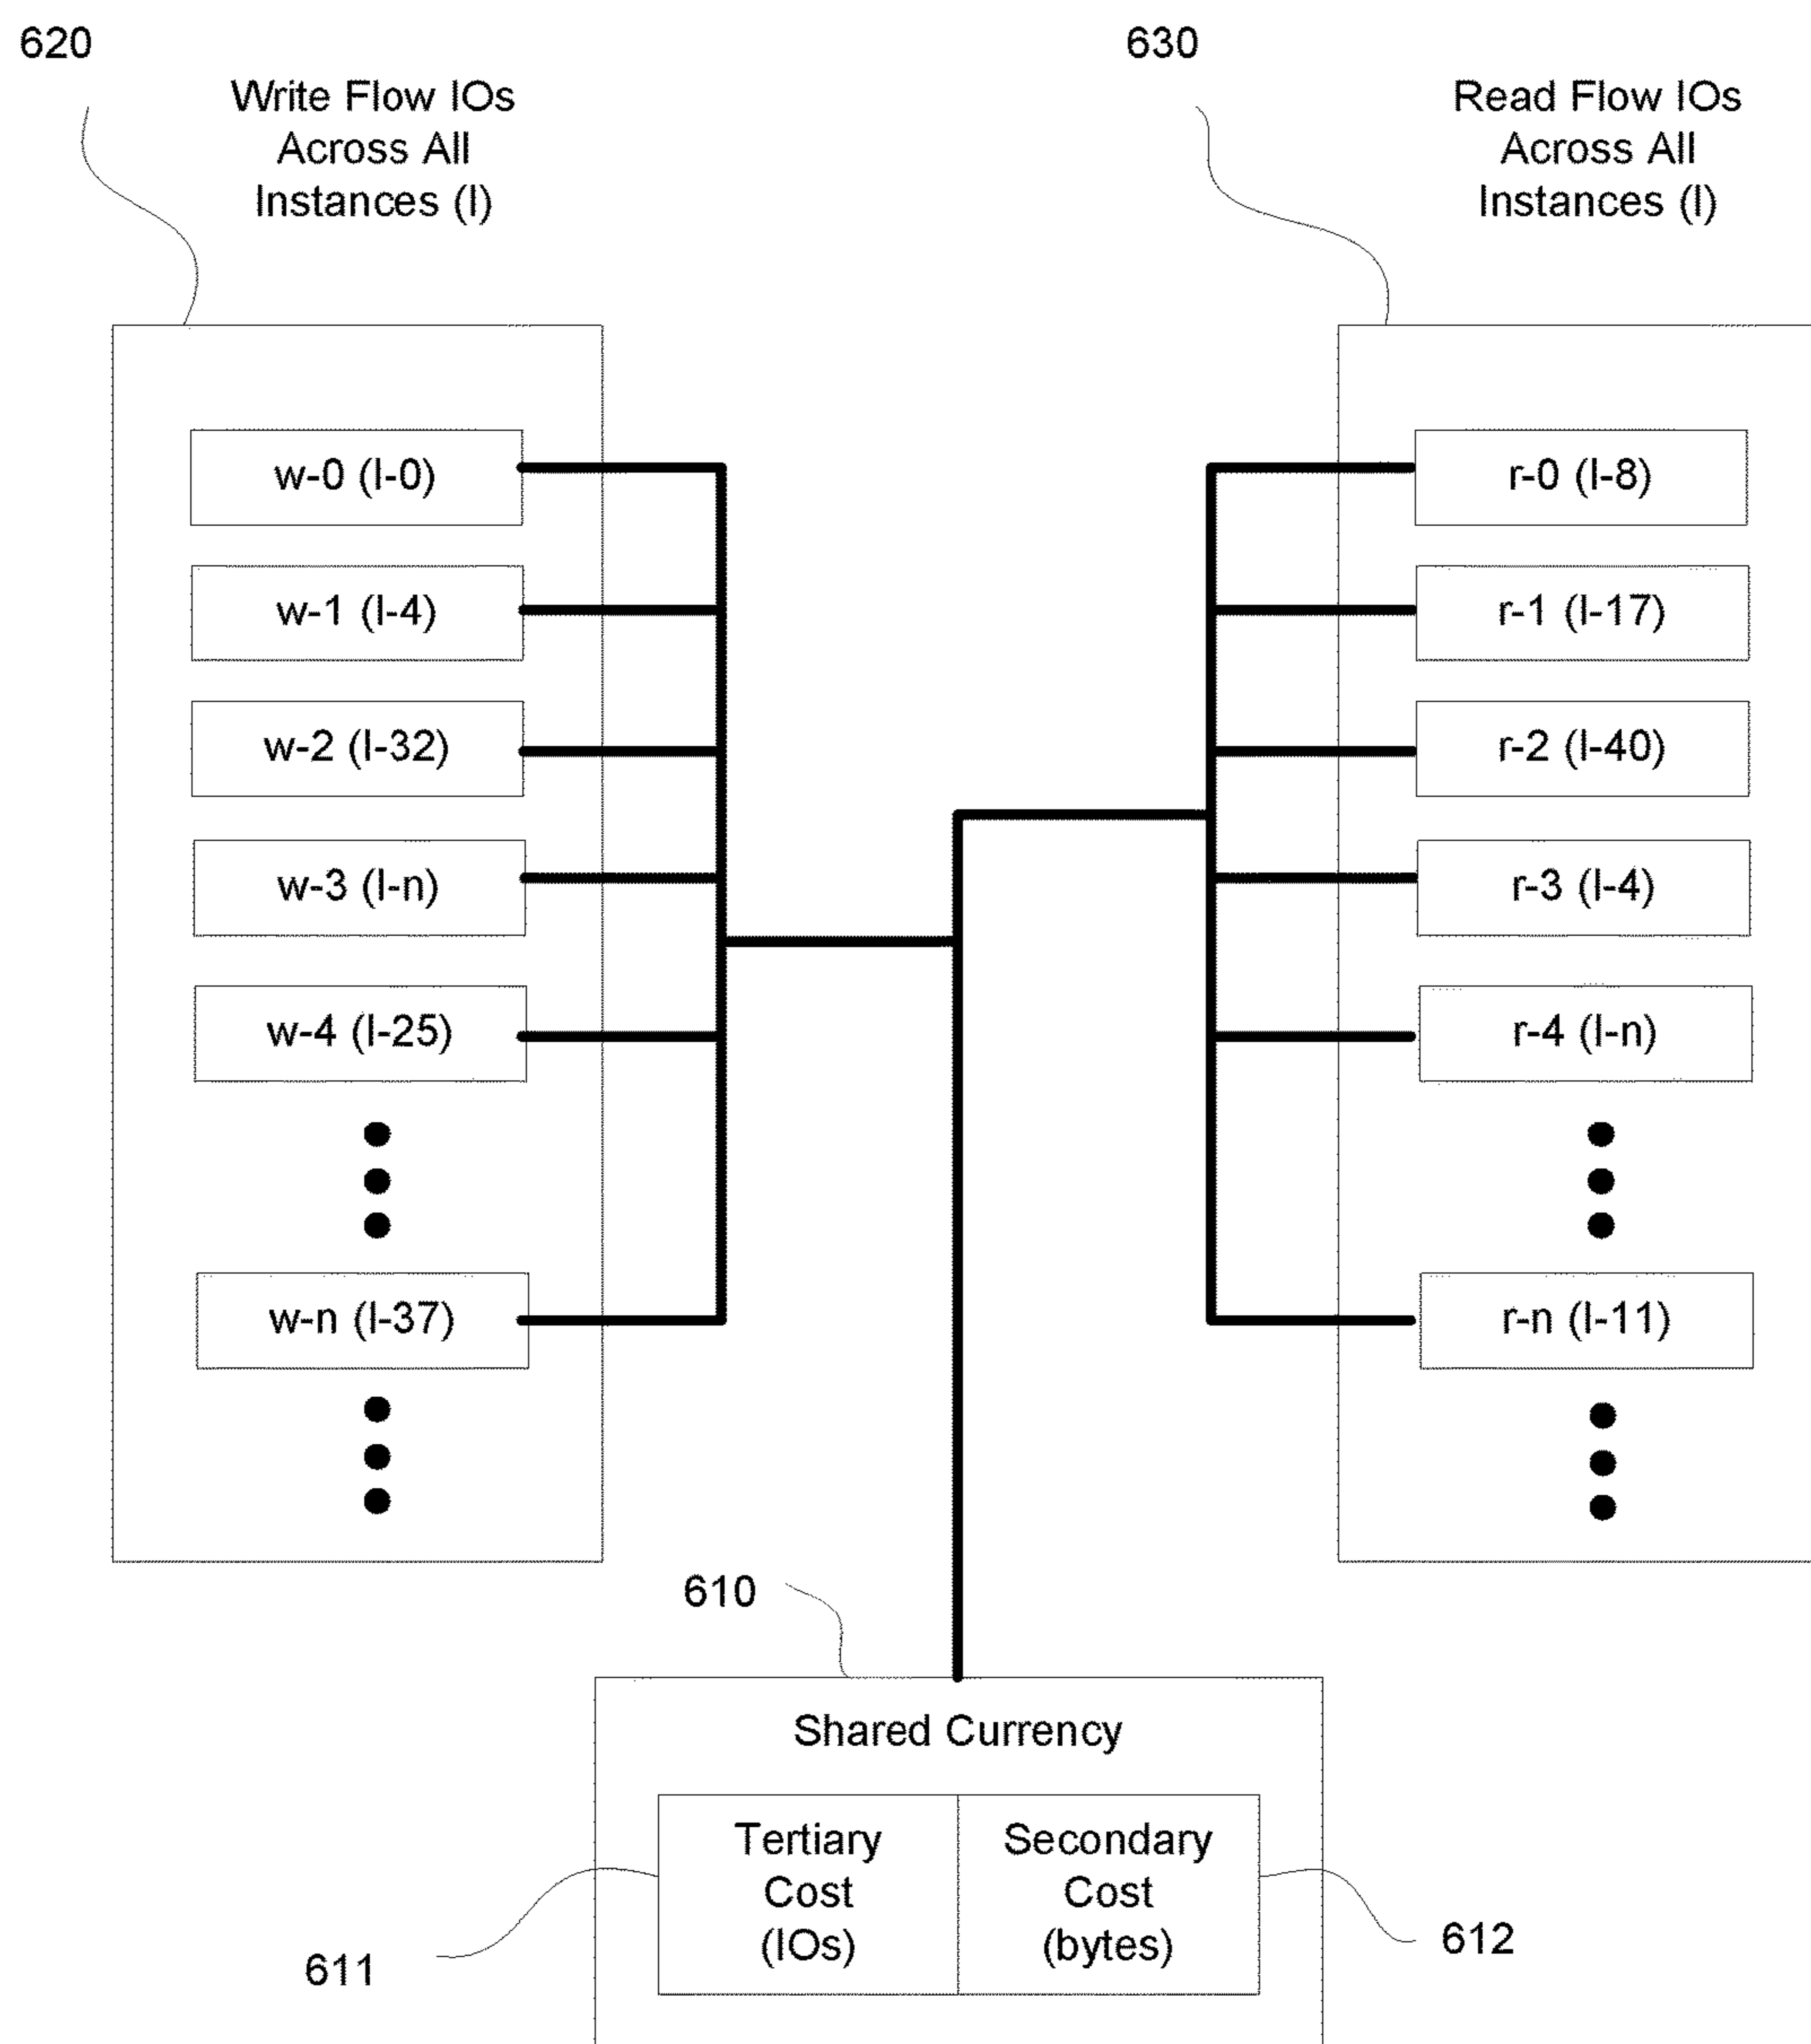 620
Write Flow IOs
Across All
Instances (I)
630
Read Flow IOs
Across All
Instances (I)
w-0 (I-0)
w-1 (I-4)
w-2 (I-32)
w-3 (I-n)
w-4 (I-25)
w-n (I-37)
r-0 (I-8)
r-1 (I-17)
r-2 (I-40)
r-3 (I-4)
r-4 (I-n)
r-n (I-11)
610
Shared Currency
Tertiary
Cost
(IOs)
Secondary
Cost
(bytes)
611
612